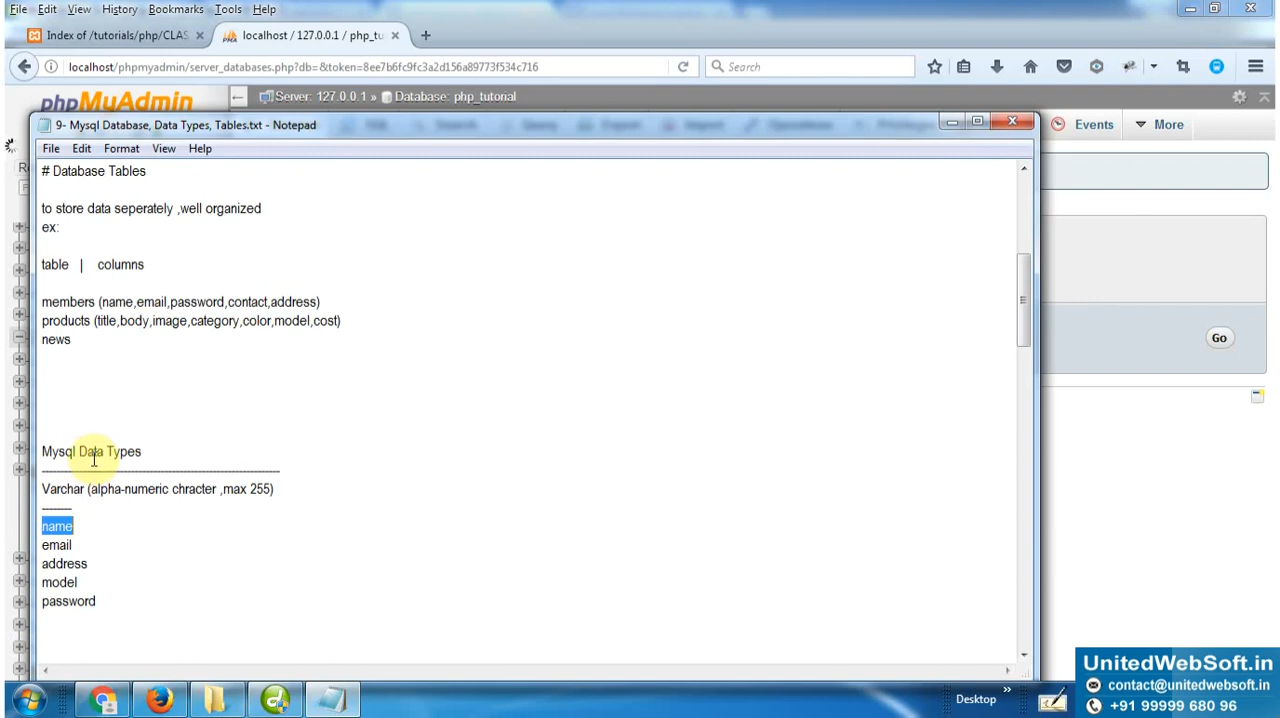 File Edit View History Bookmarks Tools Help
Index of /tutorials/php/CLAS
localhost / 127.0.0.1 / php_tu
localhost/phpmyadmin/server_databases.php?db=&token=8ee7b6fc9fc3a2d156a89773f534c716
Search
phpMyAdmin
Server: 127.0.0.1 » Database: php_tutorial
9- Mysql Database, Data Types, Tables.txt - Notepad
Events
More
File Edit Format View Help
# Database Tables
to store data seperately ,well organized
ex:
table | columns
members (name,email,password,contact,address)
products (title,body,image,category,color,model,cost)
news
Go
Mysql Data Types
Varchar (alpha-numeric chracter ,max 255)
name
email
address
model
password
UnitedWebSoft.in
contact@unitedwebsoft.in
+91 99999 680 96
Desktop